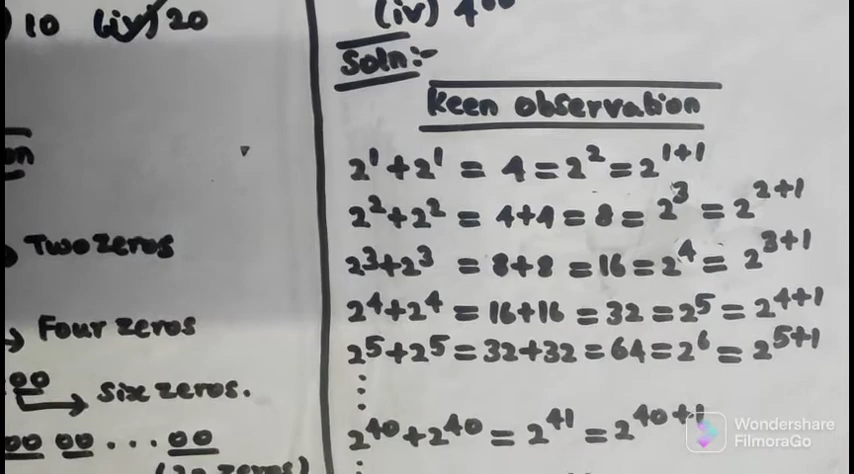 10 (iv) 20
Two zeros
Four zeros
00 → Six zeros.
00 00 ... 00
(iv) 4
Soln:-
Keen observation
2¹+2¹ = 4 = 2² = 2¹⁺¹
2²+2² = 4+4 = 8 = 2³ = 2²⁺¹
2³+2³ = 8+8 = 16 = 2⁴ = 2³⁺¹
2⁴+2⁴ = 16+16 = 32 = 2⁵ = 2⁴⁺¹
2⁵+2⁵ = 32+32 = 64 = 2⁶ = 2⁵⁺¹
⋮
2⁴⁰+2⁴⁰ = 2⁴¹ = 2⁴⁰⁺¹
⋮
Wondershare
FilmoraGo